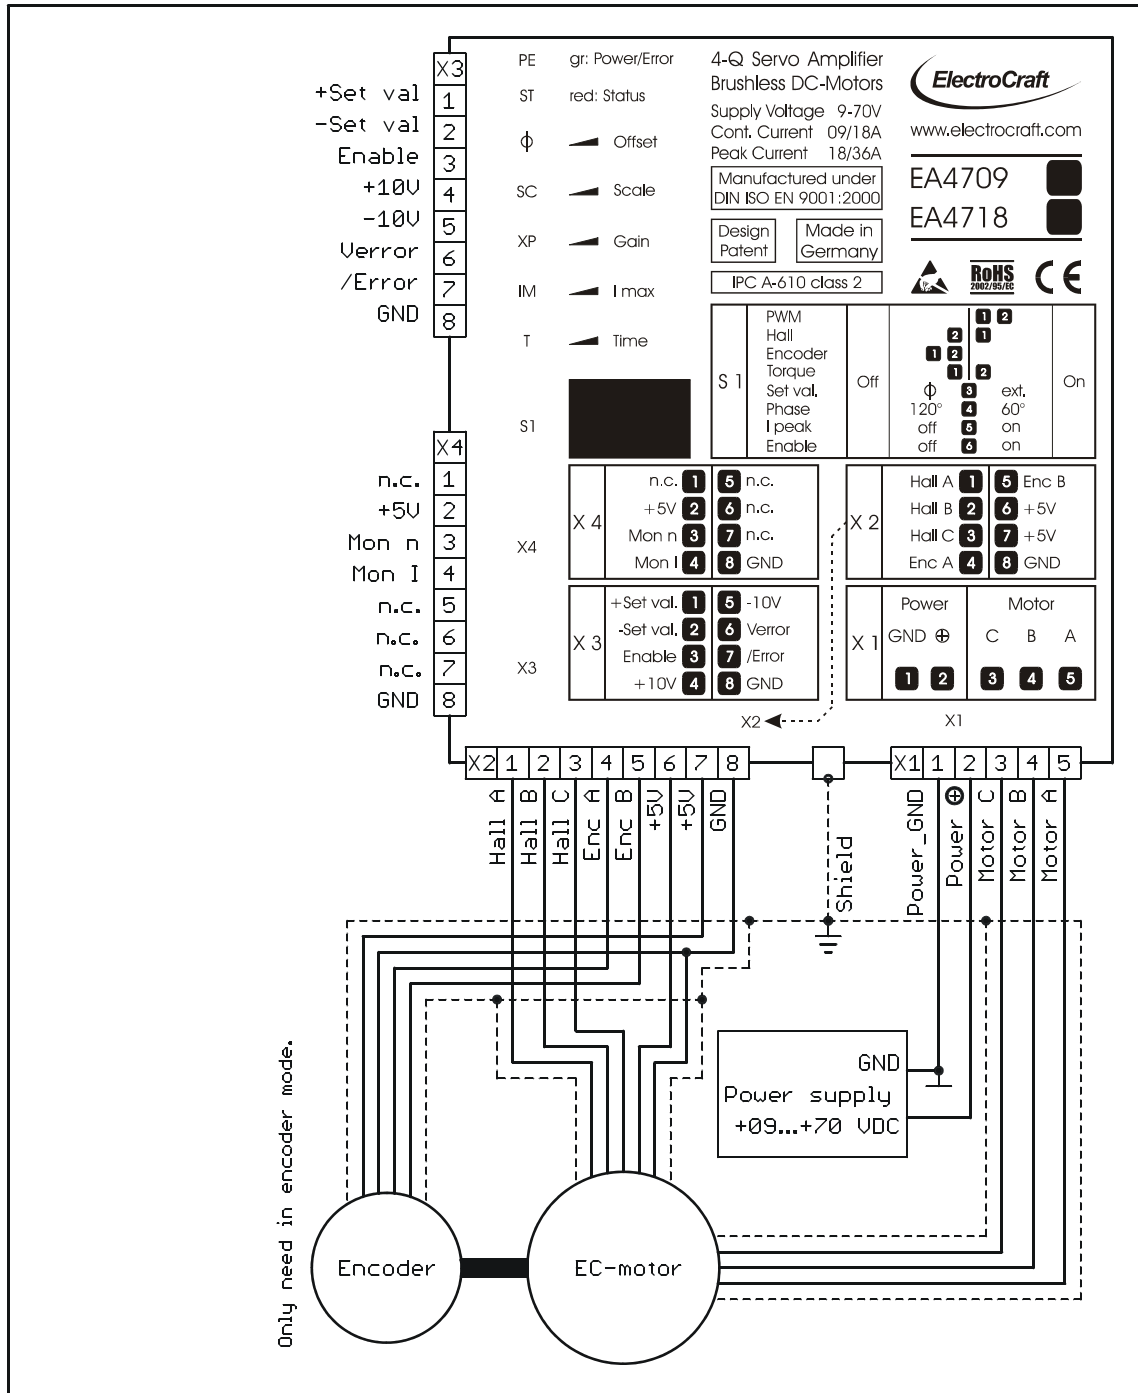 X3
+Set val 1
-Set val 2
Enable 3
+10V 4
-10V 5
Verror 6
/Error 7
GND 8
X4
n.c. 1
+5V 2
Mon n 3
Mon I 4
n.c. 5
n.c. 6
n.c. 7
GND 8
PE gr: Power/Error
ST red: Status
ϕ Offset
SC Scale
XP Gain
IM I max
T Time
S1
X4
X3
4-Q Servo Amplifier
Brushless DC-Motors
Supply Voltage 9-70V
Cont. Current 09/18A
Peak Current 18/36A
Manufactured under
DIN ISO EN 9001:2000
Design
Patent
Made in
Germany
IPC A-610 class 2
ElectroCraft
www.electrocraft.com
EA4709
EA4718
RoHS
2002/95/EC
CE
S 1
Off
On
PWM 1 2
Hall 2 1
Encoder 1 2
Torque 1 2
Set val. ϕ 3 ext.
Phase 120° 4 60°
I peak off 5 on
Enable off 6 on
X 4
n.c. 1 5 n.c.
+5V 2 6 n.c.
Mon n 3 7 n.c.
Mon I 4 8 GND
X 2
Hall A 1 5 Enc B
Hall B 2 6 +5V
Hall C 3 7 +5V
Enc A 4 8 GND
X 3
+Set val. 1 5 -10V
-Set val. 2 6 Verror
Enable 3 7 /Error
+10V 4 8 GND
X 1
Power Motor
GND ⊕ C B A
1 2 3 4 5
X2
X1
X2 1 2 3 4 5 6 7 8
Hall A
Hall B
Hall C
Enc A
Enc B
+5V
+5V
GND
Shield
X1 1 2 3 4 5
Power_GND
Power ⊕
Motor C
Motor B
Motor A
GND
Power supply
+09...+70 VDC
Only need in encoder mode.
Encoder
EC-motor